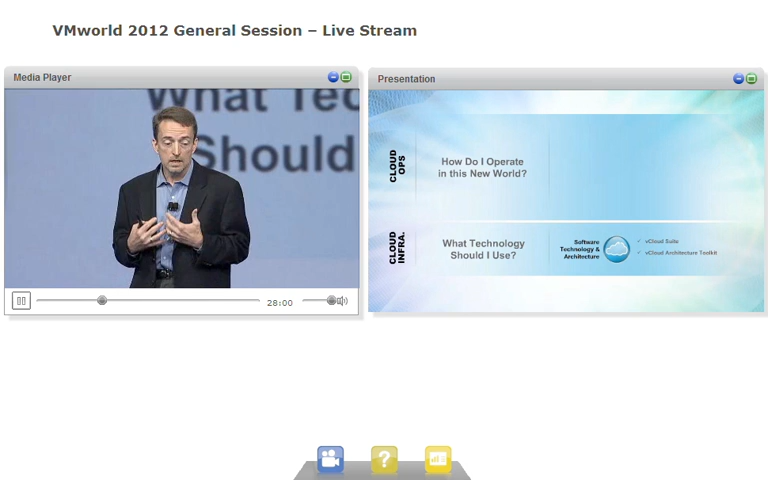 VMworld 2012 General Session – Live Stream
Media Player
What Tec
Should
28:00
Presentation
CLOUD
OPS
How Do I Operate
in this New World?
CLOUD
INFRA.
What Technology
Should I Use?
Software
Technology &
Architecture
✓ vCloud Suite
✓ vCloud Architecture Toolkit
?